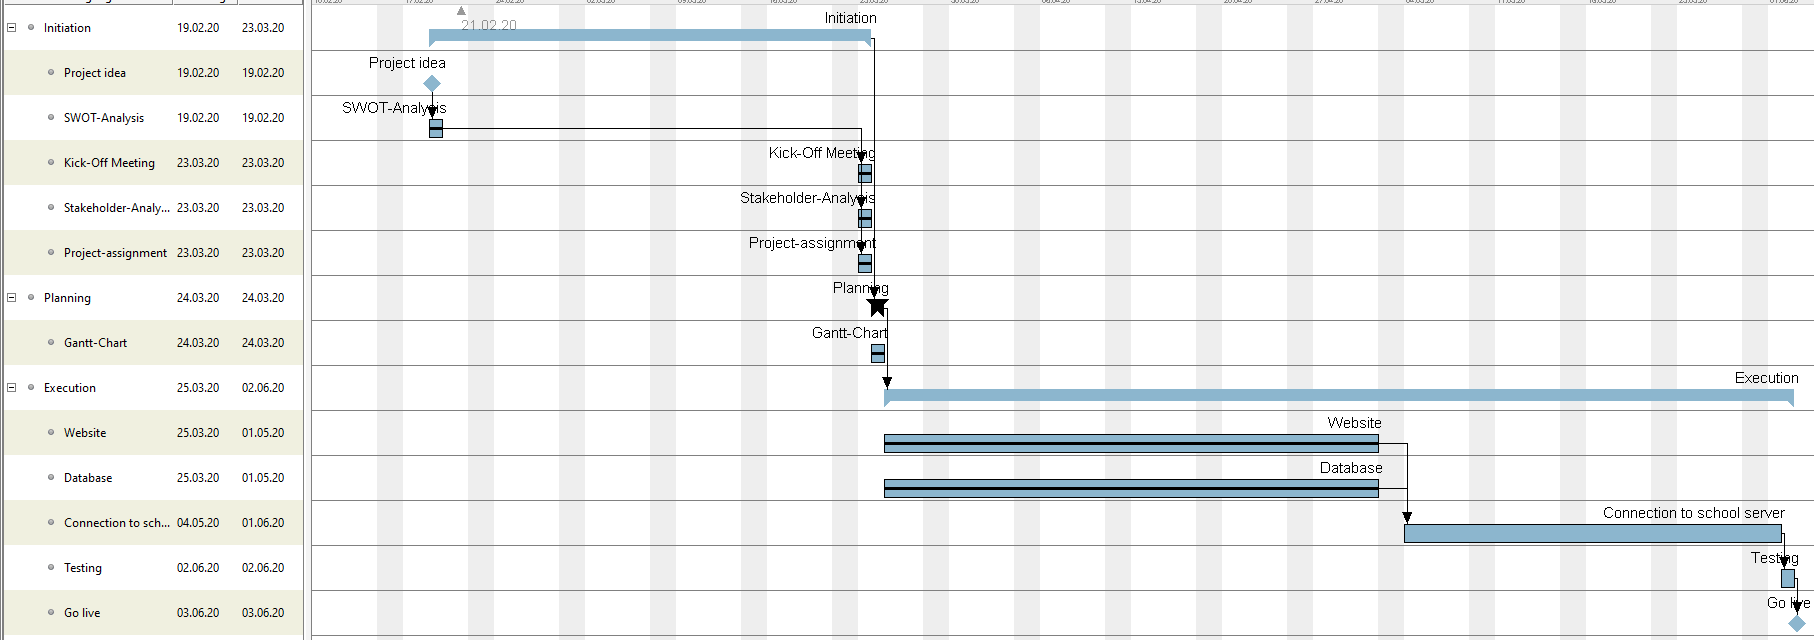 21.02.20
Initiation 19.02.20 23.03.20 Initiation
Project idea 19.02.20 19.02.20 Project idea
SWOT-Analysis 19.02.20 19.02.20 SWOT-Analysis
Kick-Off Meeting 23.03.20 23.03.20 Kick-Off Meeting
Stakeholder-Analy... 23.03.20 23.03.20 Stakeholder-Analysis
Project-assignment 23.03.20 23.03.20 Project-assignment
Planning 24.03.20 24.03.20 Planning
Gantt-Chart 24.03.20 24.03.20 Gantt-Chart
Execution 25.03.20 02.06.20 Execution
Website 25.03.20 01.05.20 Website
Database 25.03.20 01.05.20 Database
Connection to sch... 04.05.20 01.06.20 Connection to school server
Testing 02.06.20 02.06.20 Testing
Go live 03.06.20 03.06.20 Go live